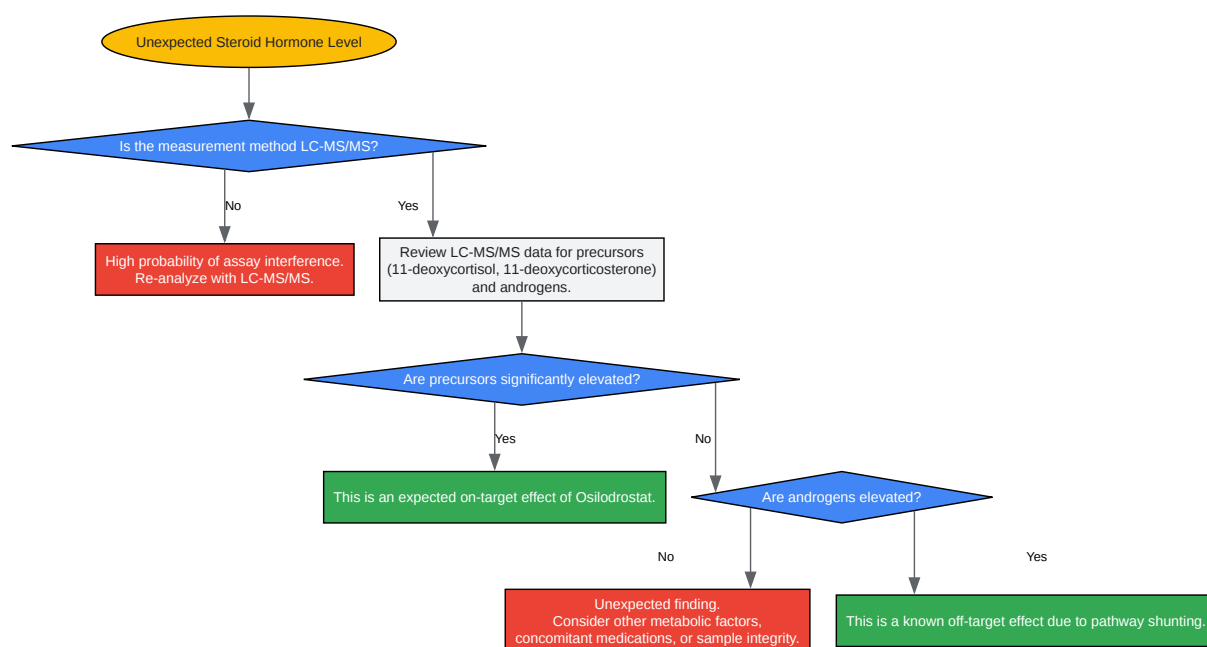 Unexpected Steroid Hormone Level
Is the measurement method LC-MS/MS?
No
Yes
High probability of assay interference.
Re-analyze with LC-MS/MS.
Review LC-MS/MS data for precursors
(11-deoxycortisol, 11-deoxycorticosterone)
and androgens.
Are precursors significantly elevated?
Yes
No
This is an expected on-target effect of Osilodrostat.
Are androgens elevated?
No
Yes
Unexpected finding.
Consider other metabolic factors,
concomitant medications, or sample integrity.
This is a known off-target effect due to pathway shunting.